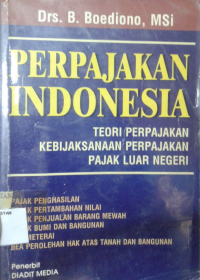 Drs. B. Boediono, MSi
PERPAJAKAN
INDONESIA
TEORI PERPAJAKAN
KEBIJAKSANAAN PERPAJAKAN
PAJAK LUAR NEGERI
PAJAK PENGHASILAN
PERTAMBAHAN NILAI
PENJUALAN BARANG MEWAH
BUMI DAN BANGUNAN
METERAI
BEA PEROLEHAN HAK ATAS TANAH DAN BANGUNAN
Penerbit
DIADIT MEDIA